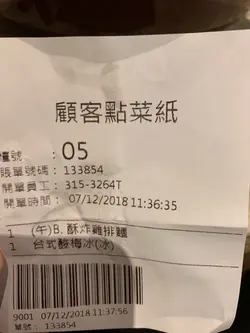 顧客點菜紙
檯號： 05
賬單號碼： 133854
開單員工： 315-3264T
開單時間： 07/12/2018 11:36:35
1 (午)B. 酥炸雞排麵
1 台式酸梅冰(冰)
9001 07/12/2018 11:37:56
單號： 133854